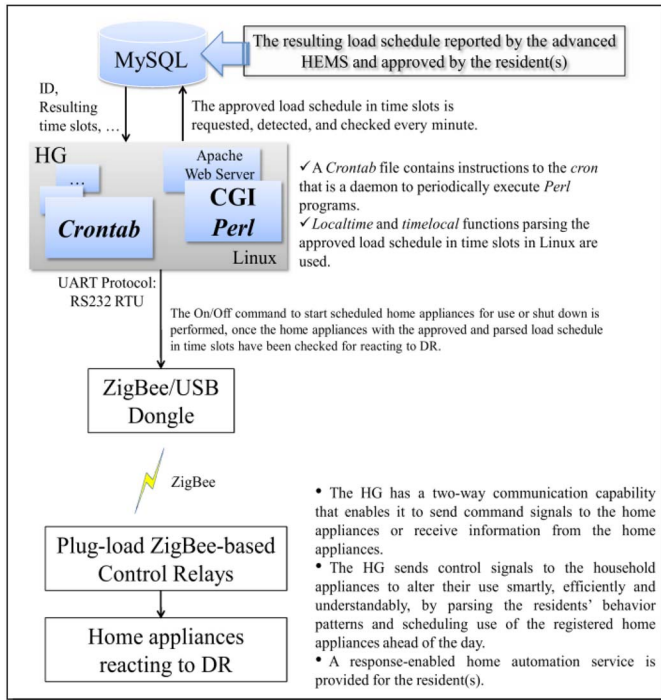 MySQL
The resulting load schedule reported by the advanced
HEMS and approved by the resident(s)
ID,
Resulting
time slots, ...
The approved load schedule in time slots is
requested, detected, and checked every minute.
HG
...
Crontab
Apache
Web Server
CGI
Perl
Linux
✓A Crontab file contains instructions to the cron
that is a daemon to periodically execute Perl
programs.
✓Localtime and timelocal functions parsing the
approved load schedule in time slots in Linux are
used.
UART Protocol:
RS232 RTU
The On/Off command to start scheduled home appliances for use or shut down is
performed, once the home appliances with the approved and parsed load schedule
in time slots have been checked for reacting to DR.
ZigBee/USB
Dongle
ZigBee
Plug-load ZigBee-based
Control Relays
Home appliances
reacting to DR
• The HG has a two-way communication capability
that enables it to send command signals to the home
appliances or receive information from the home
appliances.
• The HG sends control signals to the household
appliances to alter their use smartly, efficiently and
understandably, by parsing the residents' behavior
patterns and scheduling use of the registered home
appliances ahead of the day.
• A response-enabled home automation service is
provided for the resident(s).